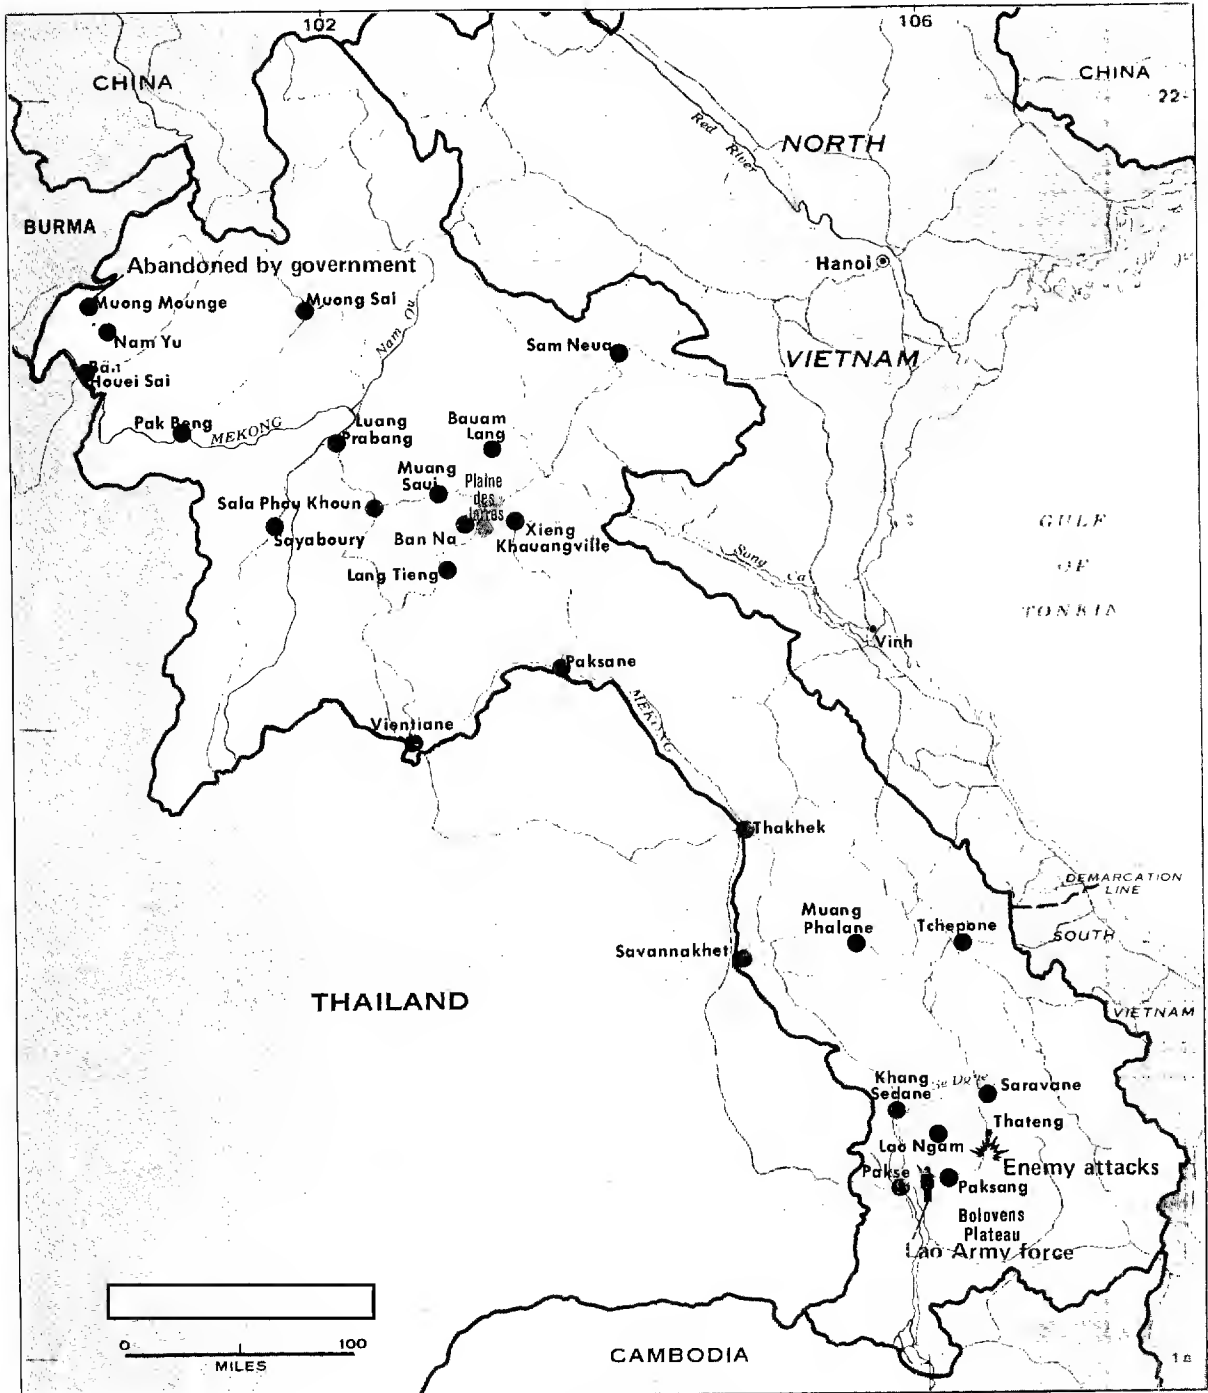 102
106
CHINA
CHINA
22
Red
River
NORTH
BURMA
Abandoned by government
Hanoi
Muong Mounge
Muong Sai
Nam Yu
Nam Ou
Sam Neua
VIETNAM
Ban
Houei Sai
Pak Beng
MEKONG
Luang
Prabang
Bauam
Lang
Muang
Saui
Plaine
des
Jarres
Sala Phou Khoun
Sayaboury
Ban Na
Xieng
Khauangville
GULF
OF
TONKIN
Lang Tieng
Song
Ca
Vinh
Paksane
MEKONG
Vientiane
Thakhek
DEMARCATION
LINE
Muang
Phalane
Tchepone
SOUTH
Savannakhet
THAILAND
VIETNAM
Khang
Sedane
Se Done
Saravane
Thateng
Lao Ngam
Enemy attacks
Pakse
Paksang
Bolovens
Plateau
Lao Army force
0
100
MILES
CAMBODIA